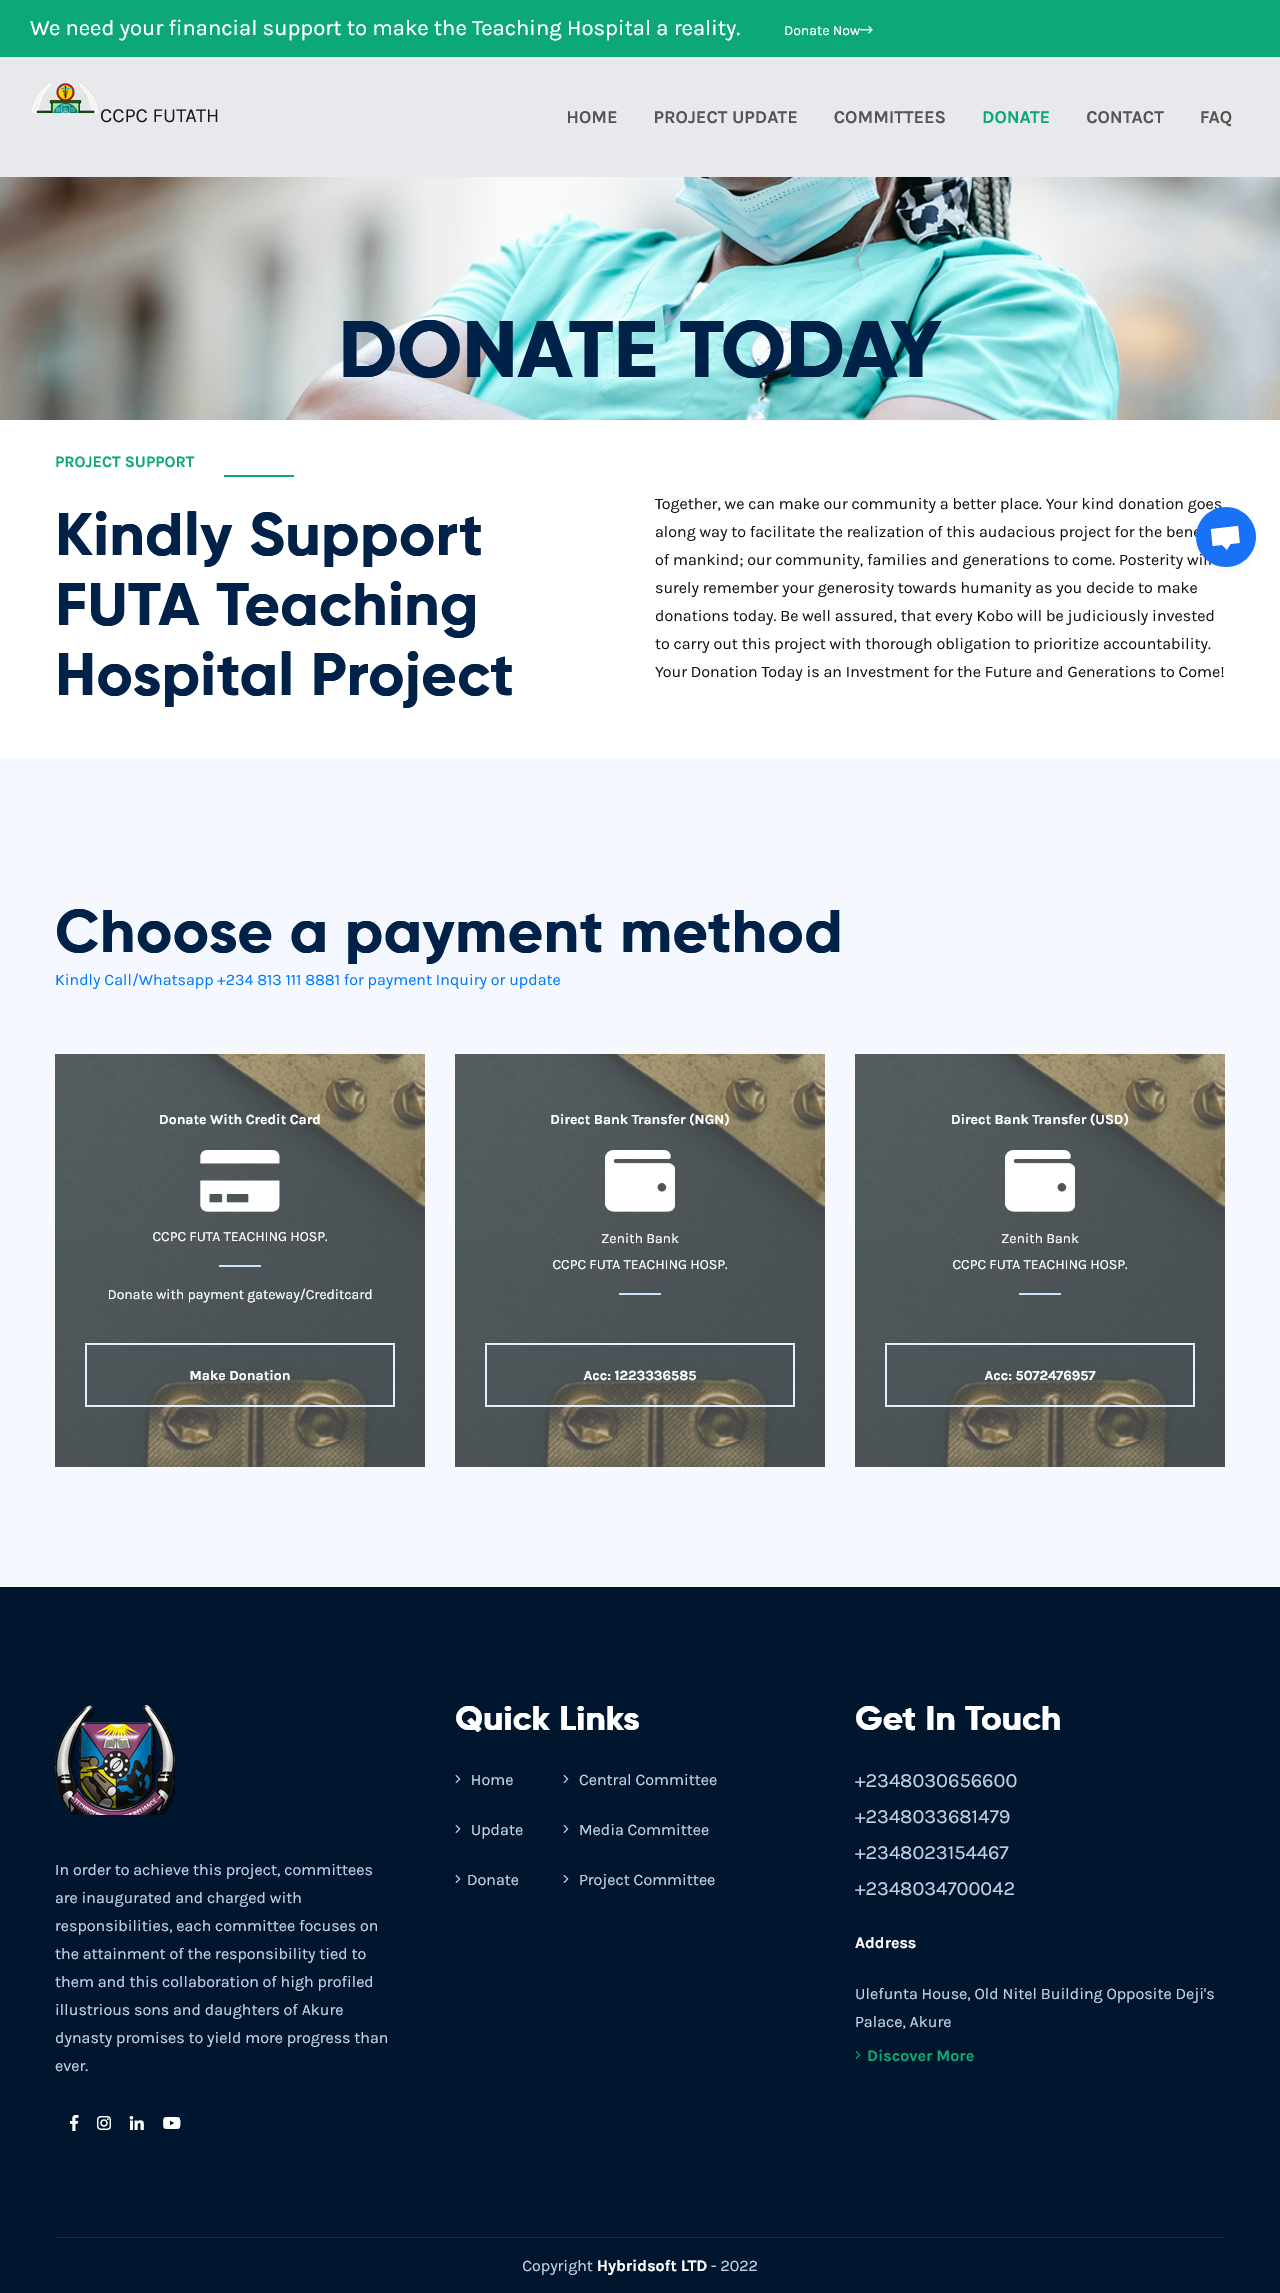 We need your financial support to make the Teaching Hospital a reality. Donate Now→
CCPC FUTATH
HOME PROJECT UPDATE COMMITTEES DONATE CONTACT FAQ
DONATE TODAY
PROJECT SUPPORT
Kindly Support
FUTA Teaching
Hospital Project
Together, we can make our community a better place. Your kind donation goes
along way to facilitate the realization of this audacious project for the
of mankind; our community, families and generations to come. Posterity will
surely remember your generosity towards humanity as you decide to make
donations today. Be well assured, that every Kobo will be judiciously invested
to carry out this project with thorough obligation to prioritize accountability.
Your Donation Today is an Investment for the Future and Generations to Come!
Choose a payment method
Kindly Call/Whatsapp +234 813 111 8881 for payment Inquiry or update
Donate With Credit Card
CCPC FUTA TEACHING HOSP.
Donate with payment gateway/Creditcard
Make Donation
Direct Bank Transfer (NGN)
Zenith Bank
CCPC FUTA TEACHING HOSP.
Acc: 1223336585
Direct Bank Transfer (USD)
Zenith Bank
CCPC FUTA TEACHING HOSP.
Acc: 5072476957
In order to achieve this project, committees
are inaugurated and charged with
responsibilities, each committee focuses on
the attainment of the responsibility tied to
them and this collaboration of high profiled
illustrious sons and daughters of Akure
dynasty promises to yield more progress than
ever.
Quick Links
Home
Update
Donate
Central Committee
Media Committee
Project Committee
Get In Touch
+2348030656600
+2348033681479
+2348023154467
+2348034700042
Address
Ulefunta House, Old Nitel Building Opposite Deji's
Palace, Akure
Discover More
Copyright Hybridsoft LTD - 2022